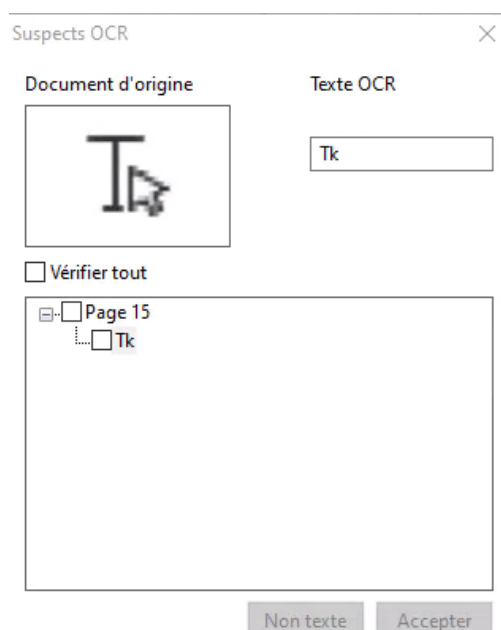 Suspects OCR
Document d'origine
Texte OCR
T
Tk
Vérifier tout
Page 15
Tk
Non texte
Accepter